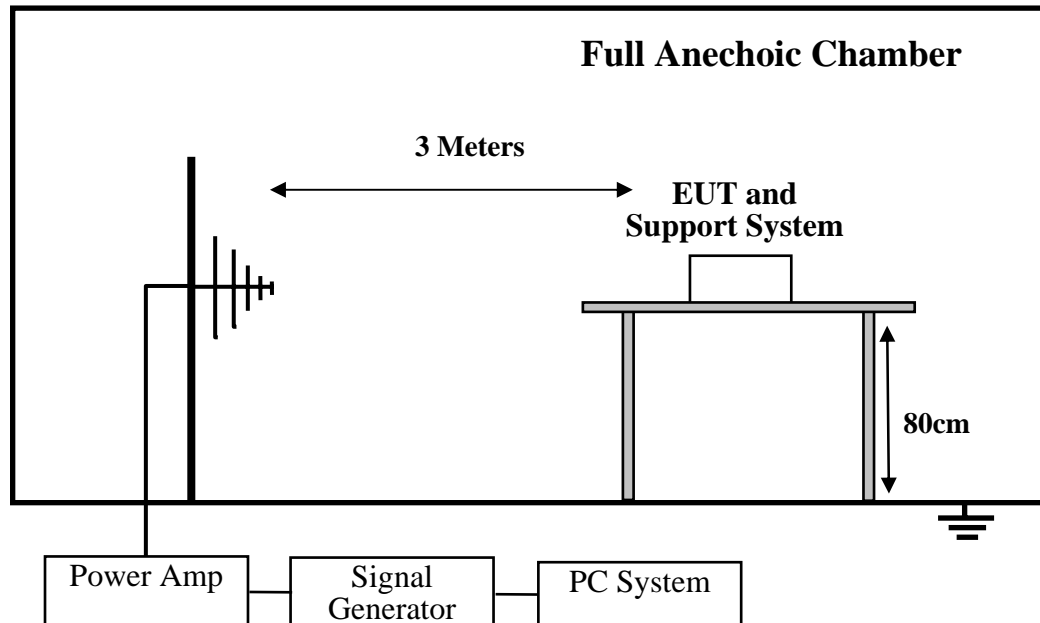 Full Anechoic Chamber
3 Meters
EUT and
Support System
80cm
Power Amp
Signal
Generator
PC System